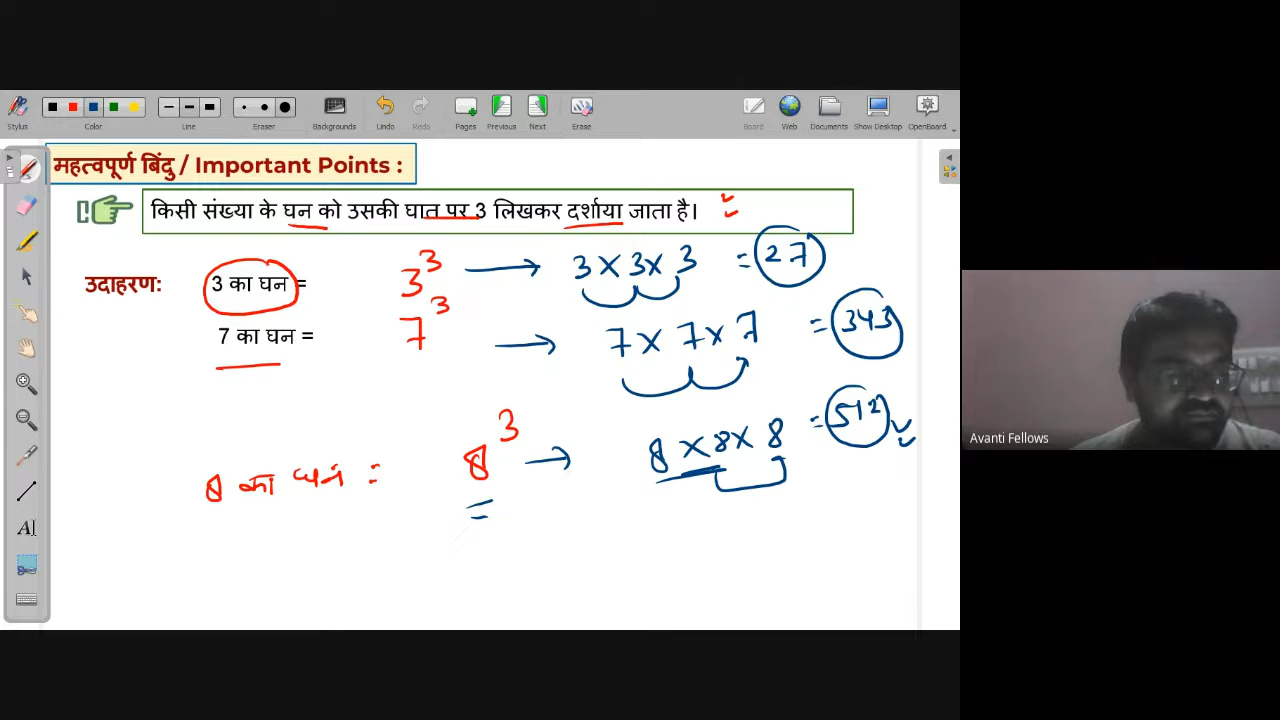 Stylus Color Line Eraser Backgrounds Undo Redo Pages Previous Next Erase Board Web Documents Show Desktop OpenBoard
महत्वपूर्ण बिंदु / Important Points :
किसी संख्या के घन को उसकी घात पर 3 लिखकर दर्शाया जाता है।
उदाहरण: 3 का घन = 3³ → 3 × 3 × 3 = 27
7 का घन = 7³ → 7 × 7 × 7 = 343
8 का घन = 8³ → 8 × 8 × 8 = 512
Avanti Fellows